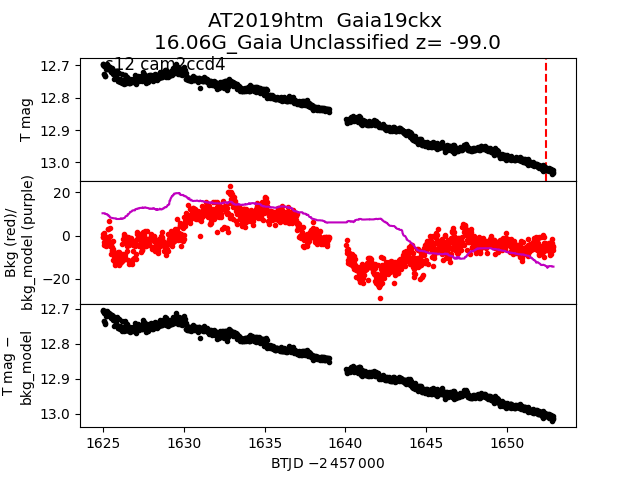 AT2019htm  Gaia19ckx
16.06G_Gaia Unclassified z= -99.0
s12 cam2ccd4
12.7
12.8
12.9
13.0
T mag
20
0
−20
Bkg (red)/
bkg_model (purple)
12.7
12.8
12.9
13.0
T mag −
bkg_model
1625 1630 1635 1640 1645 1650
BTJD −2 457 000